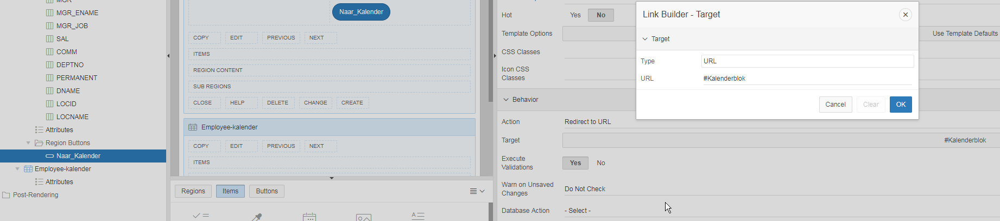 MGR
MGR_ENAME
MGR_JOB
SAL
COMM
DEPTNO
PERMANENT
DNAME
LOCID
LOCNAME
Attributes
Region Buttons
Naar_Kalender
Employee-kalender
Attributes
Post-Rendering
Naar_Kalender
COPY EDIT PREVIOUS NEXT
ITEMS
REGION CONTENT
SUB REGIONS
CLOSE HELP DELETE CHANGE CREATE
Employee-kalender
COPY EDIT PREVIOUS NEXT
ITEMS
Regions Items Buttons
Hot Yes No
Template Options Use Template Defaults
CSS Classes
Icon CSS
Classes
Behavior
Action Redirect to URL
Target #Kalenderblok
Execute
Validations Yes No
Warn on Unsaved
Changes Do Not Check
Database Action - Select -
Link Builder - Target
Target
Type URL
URL #Kalenderblok
Cancel Clear OK